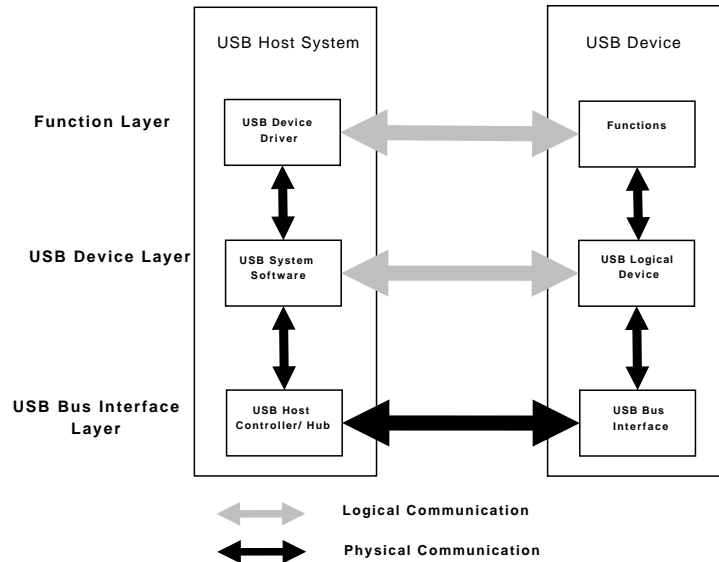 USB Host System
USB Device
Function Layer
USB Device
Driver
Functions
USB Device Layer
USB System
Software
USB Logical
Device
USB Bus Interface
Layer
USB Host
Controller/ Hub
USB Bus
Interface
Logical Communication
Physical Communication